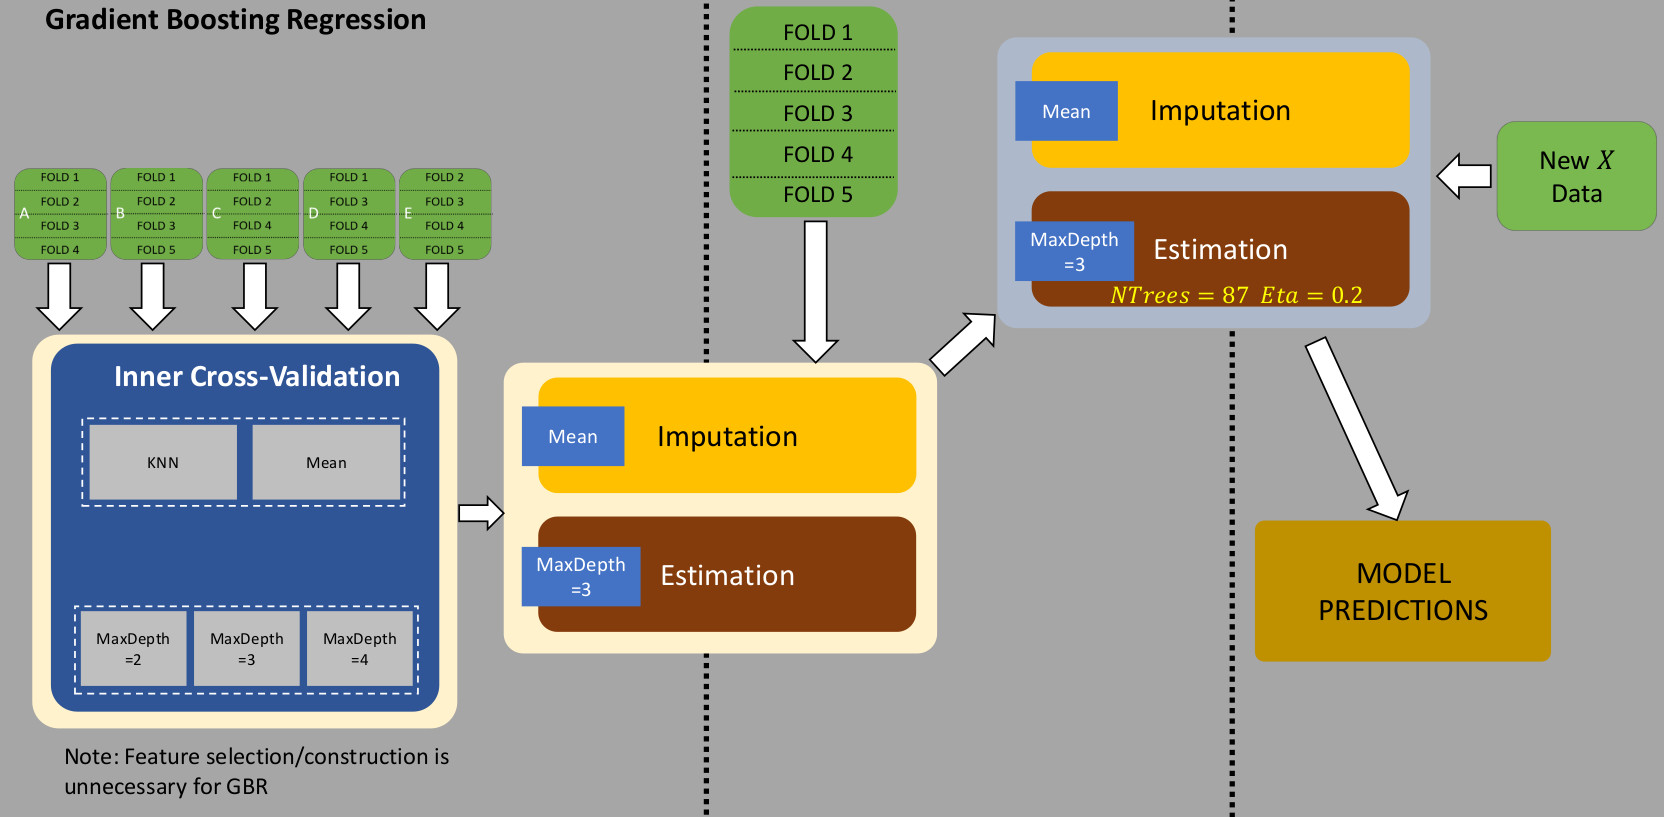 Gradient Boosting Regression
FOLD 1
FOLD 2
A
FOLD 3
FOLD 4
FOLD 1
FOLD 2
B
FOLD 3
FOLD 5
FOLD 1
FOLD 2
C
FOLD 4
FOLD 5
FOLD 1
FOLD 3
D
FOLD 4
FOLD 5
FOLD 2
FOLD 3
E
FOLD 4
FOLD 5
Inner Cross-Validation
KNN
Mean
MaxDepth
=2
MaxDepth
=3
MaxDepth
=4
Note: Feature selection/construction is
unnecessary for GBR
FOLD 1
FOLD 2
FOLD 3
FOLD 4
FOLD 5
Mean
Imputation
MaxDepth
=3
Estimation
Mean
Imputation
MaxDepth
=3
Estimation
NTrees = 87 Eta = 0.2
New X
Data
MODEL
PREDICTIONS